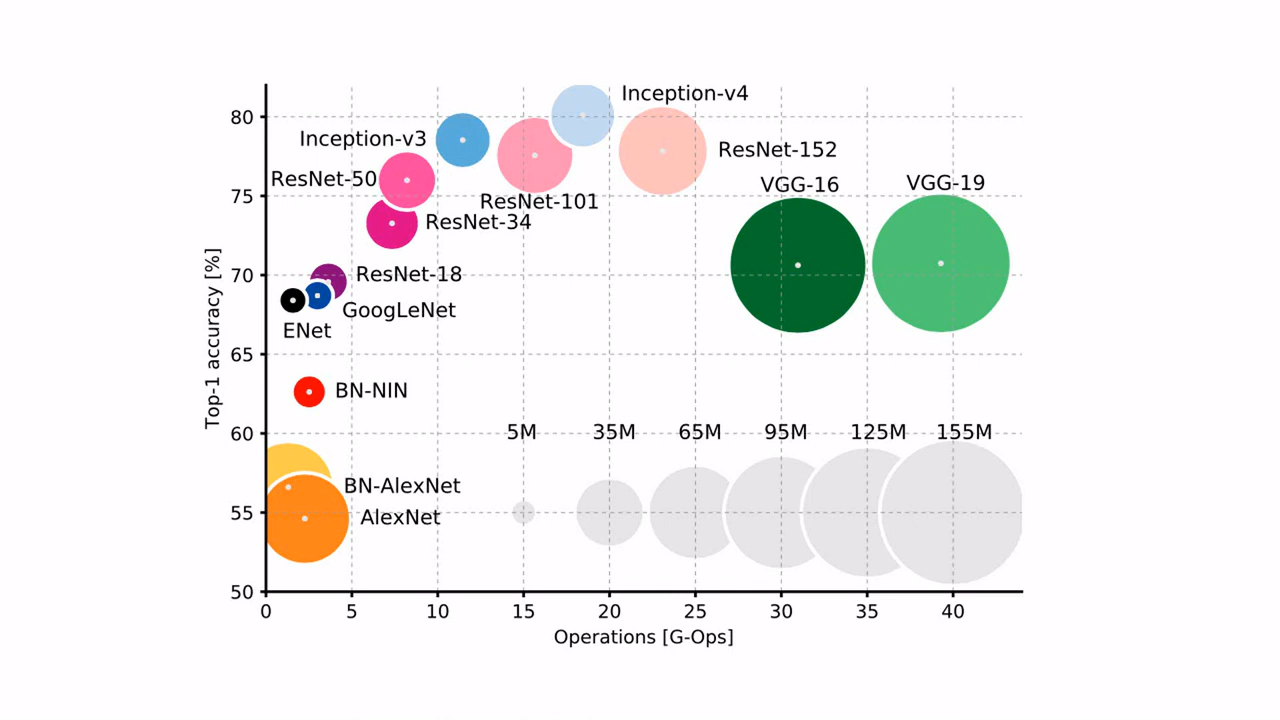 Inception-v4
80
Inception-v3
ResNet-152
ResNet-50
VGG-16
VGG-19
75
ResNet-101
ResNet-34
70
ResNet-18
GoogLeNet
ENet
Top-1 accuracy [%]
65
BN-NIN
60
5M 35M 65M 95M 125M 155M
BN-AlexNet
55
AlexNet
50
0 5 10 15 20 25 30 35 40
Operations [G-Ops]